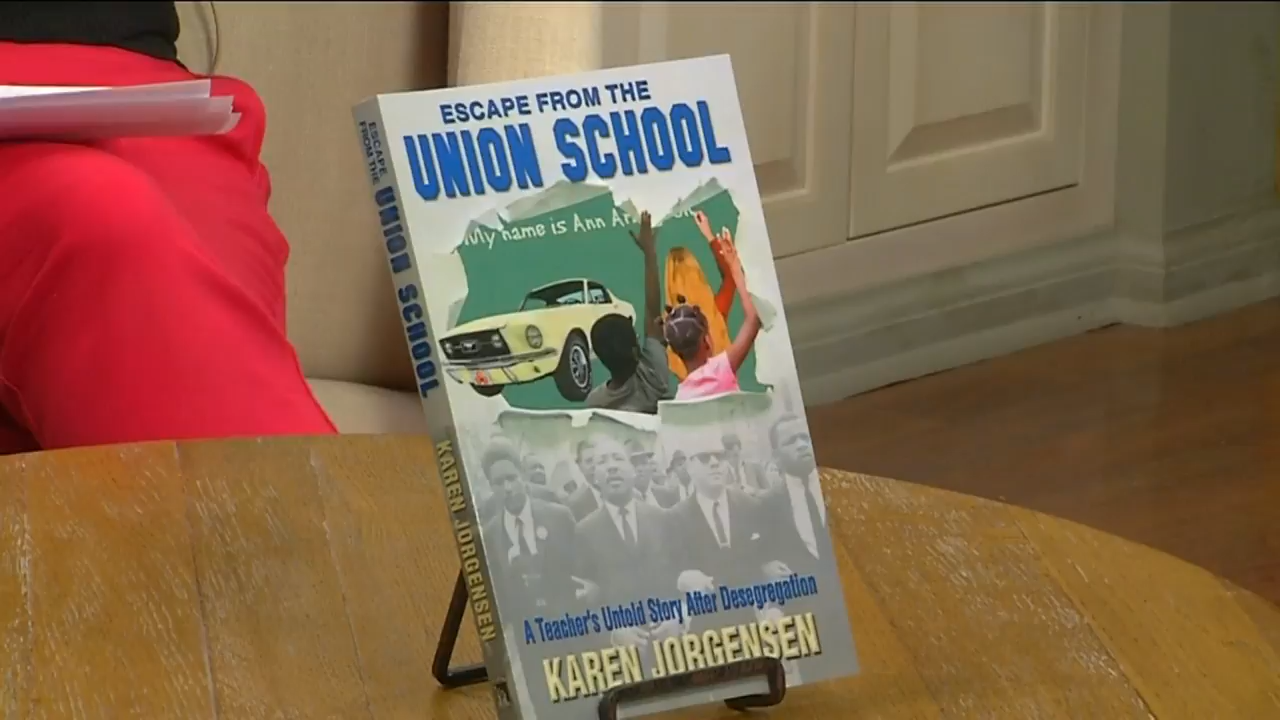 ESCAPE FROM THE
UNION SCHOOL
My name is Ann
A Teacher's Untold Story After Desegregation
KAREN JORGENSEN
ESCAPE
FROM THE
UNION SCHOOL
KAREN JORGENSEN